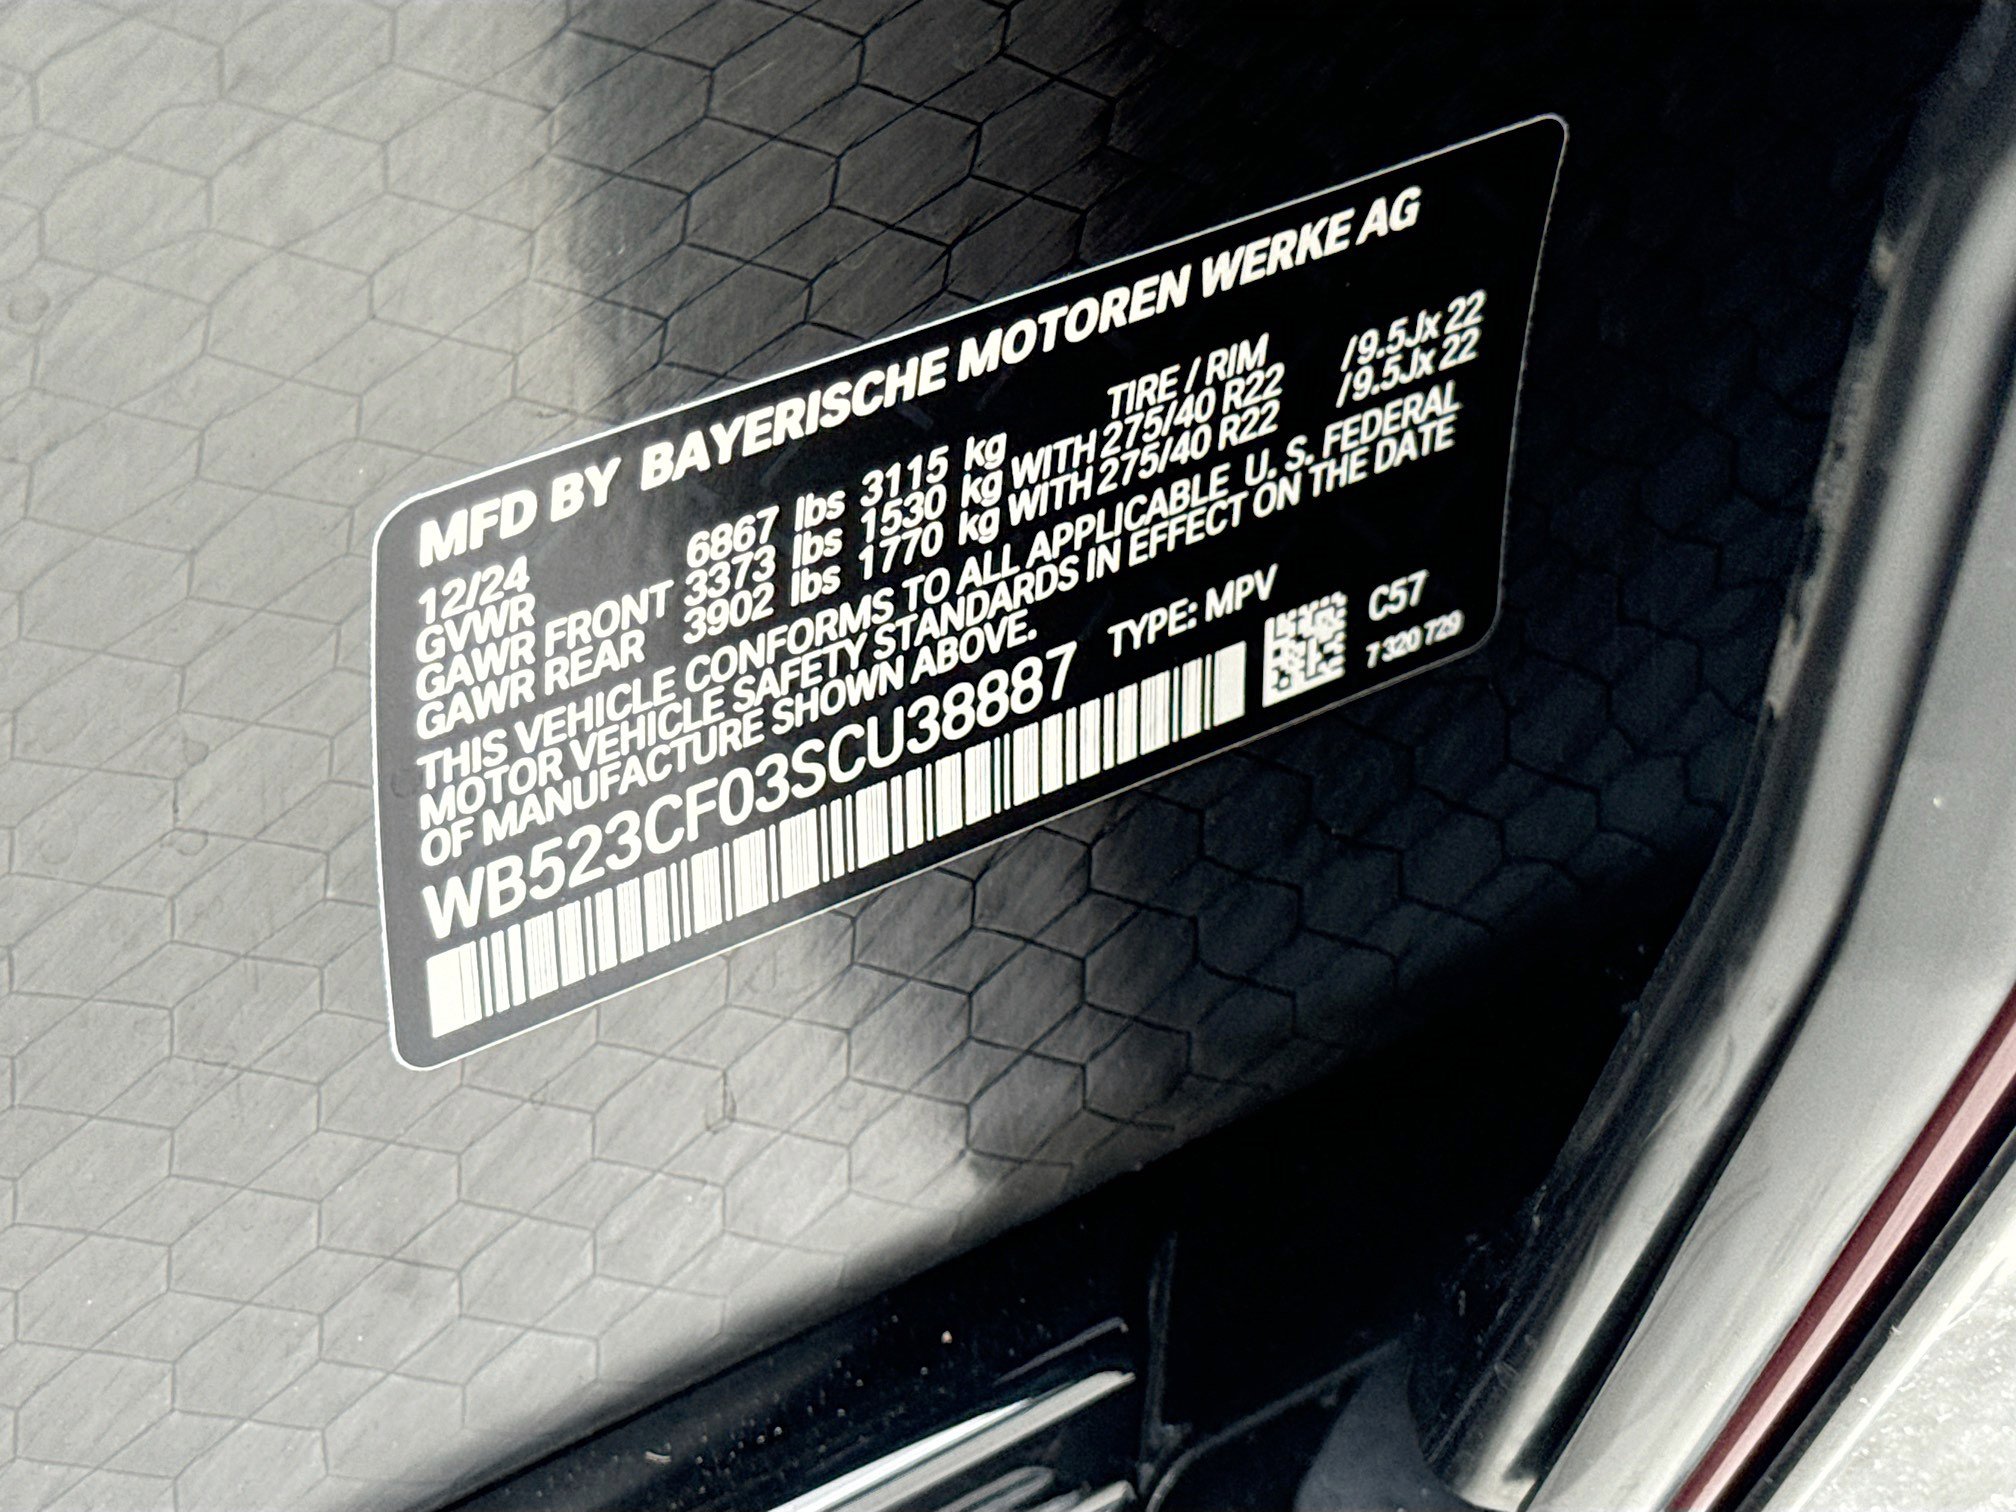 MFD BY BAYERISCHE MOTOREN WERKE AG
12/24
GVWR 6867 lbs 3115 kg TIRE / RIM
GAWR FRONT 3373 lbs 1530 kg WITH 275/40 R22 /9.5Jx 22
GAWR REAR 3902 lbs 1770 kg WITH 275/40 R22 /9.5Jx 22
THIS VEHICLE CONFORMS TO ALL APPLICABLE U. S. FEDERAL
MOTOR VEHICLE SAFETY STANDARDS IN EFFECT ON THE DATE
OF MANUFACTURE SHOWN ABOVE.
WB523CF03SCU38887 TYPE: MPV
C57
7 320 729